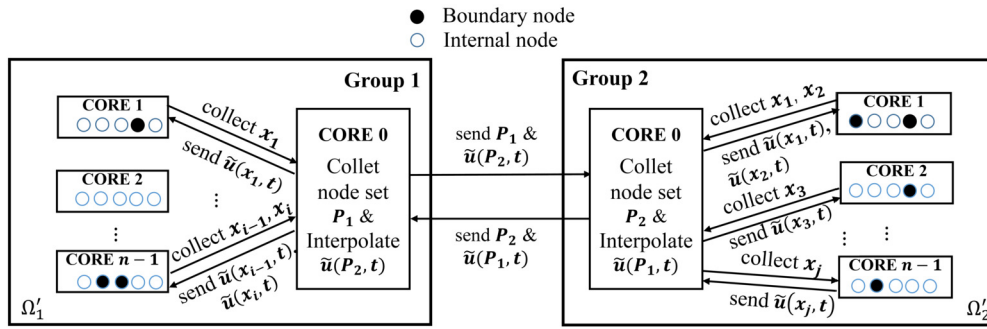 Boundary node
Internal node
Group 1
CORE 1
collect x₁
send ũ(x₁, t)
CORE 2
⋮
...
collect xᵢ₋₁, xᵢ
CORE n − 1
send ũ(xᵢ₋₁, t),
ũ(xᵢ, t)
Ω′₁
CORE 0
Collet
node set
P₁ &
Interpolate
ũ(P₂, t)
send P₁ &
ũ(P₂, t)
send P₂ &
ũ(P₁, t)
Group 2
CORE 0
Collet
node set
P₂ &
Interpolate
ũ(P₁, t)
collect x₁, x₂
CORE 1
send ũ(x₁, t),
ũ(x₂, t)
CORE 2
collect x₃
send ũ(x₃, t)
⋮ ⋮
collect xⱼ
CORE n − 1
send ũ(xⱼ, t)
Ω′₂